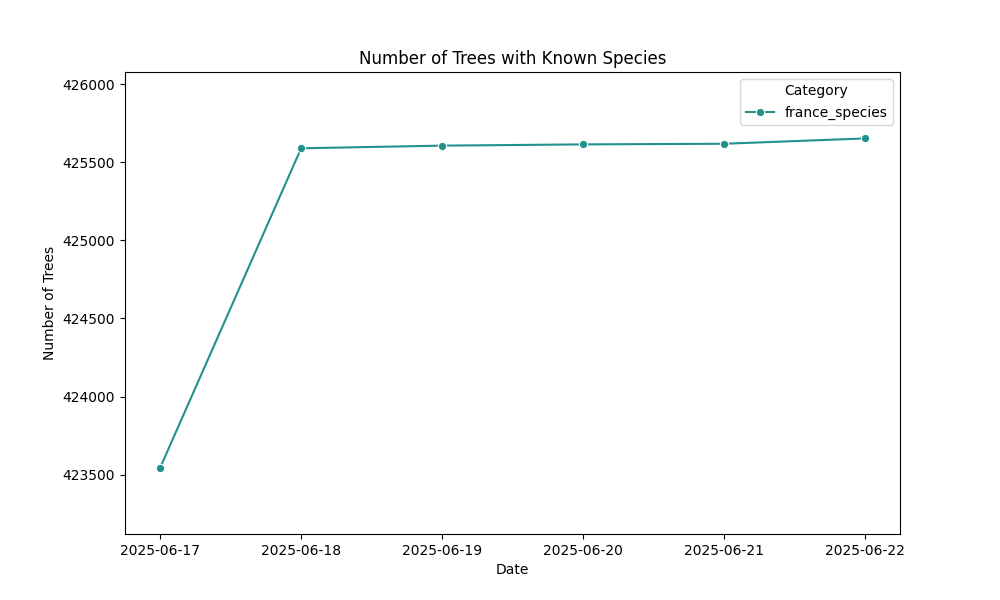 Number of Trees with Known Species
Category
france_species
426000
425500
425000
424500
424000
423500
Number of Trees
2025-06-17
2025-06-18
2025-06-19
2025-06-20
2025-06-21
2025-06-22
Date